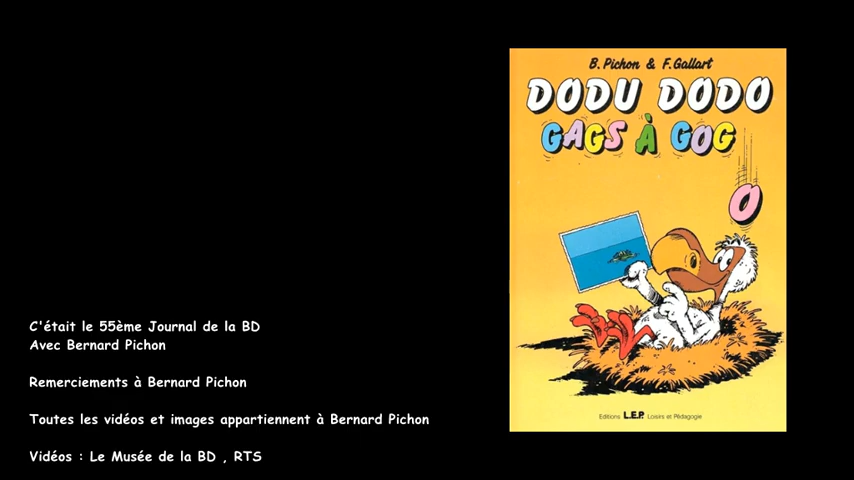 B. Pichon & F. Gallart
DODU DODO
GAGS À GOG
O
Editions L.E.P. Loisirs et Pédagogie
C'était le 55ème Journal de la BD
Avec Bernard Pichon
Remerciements à Bernard Pichon
Toutes les vidéos et images appartiennent à Bernard Pichon
Vidéos : Le Musée de la BD , RTS